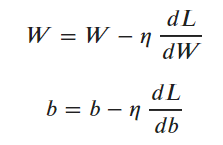 W = W − η dL/dW
b = b − η dL/db